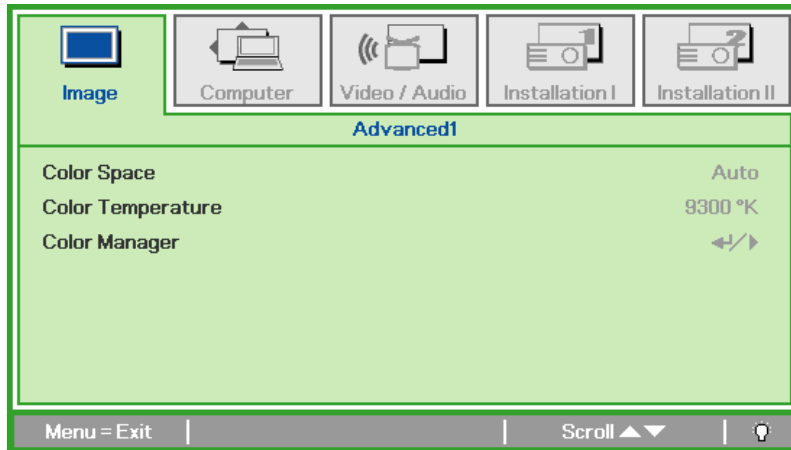 Image Computer Video / Audio Installation I Installation II
Advanced1
Color Space Auto
Color Temperature 9300 °K
Color Manager
Menu = Exit Scroll